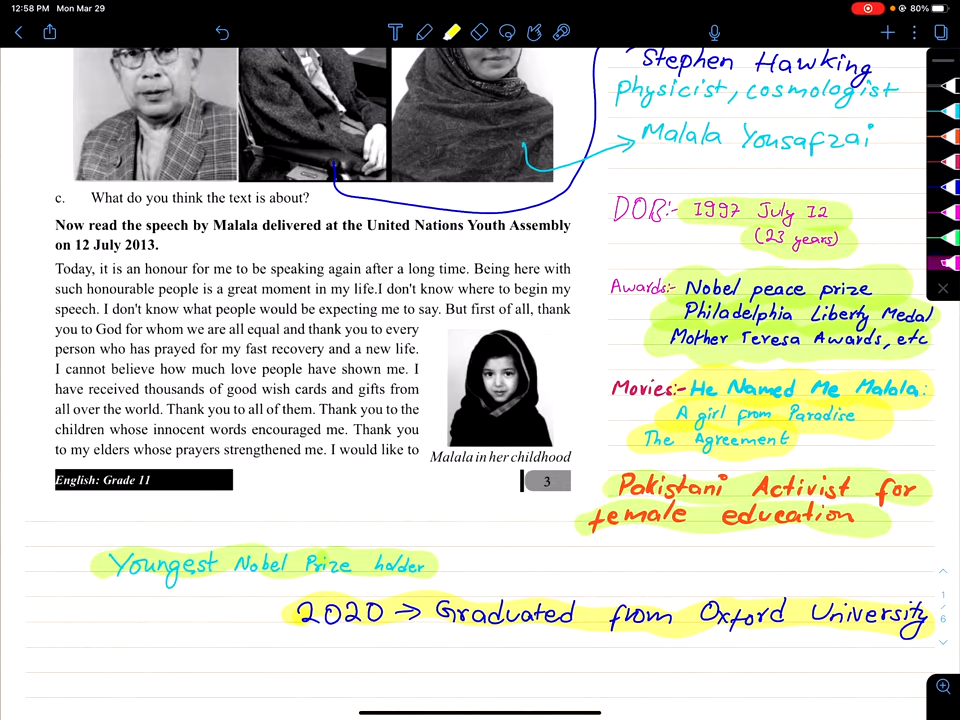 12:58 PM Mon Mar 29
80%
Stephen Hawking
Physicist, cosmologist
Malala Yousafzai
c. What do you think the text is about?
Now read the speech by Malala delivered at the United Nations Youth Assembly
on 12 July 2013.
Today, it is an honour for me to be speaking again after a long time. Being here with
such honourable people is a great moment in my life.I don't know where to begin my
speech. I don't know what people would be expecting me to say. But first of all, thank
you to God for whom we are all equal and thank you to every
person who has prayed for my fast recovery and a new life.
I cannot believe how much love people have shown me. I
have received thousands of good wish cards and gifts from
all over the world. Thank you to all of them. Thank you to the
children whose innocent words encouraged me. Thank you
to my elders whose prayers strengthened me. I would like to
Malala in her childhood
English: Grade 11
3
DOB:- 1997 July 12
(23 years)
Awards:- Nobel peace prize
Philadelphia Liberty Medal
Mother Teresa Awards, etc
Movies:- He Named Me Malala:
A girl from Paradise
The Agreement
Pakistani Activist for
female education
Youngest Nobel Prize holder
2020 → Graduated from Oxford University
1
/
6